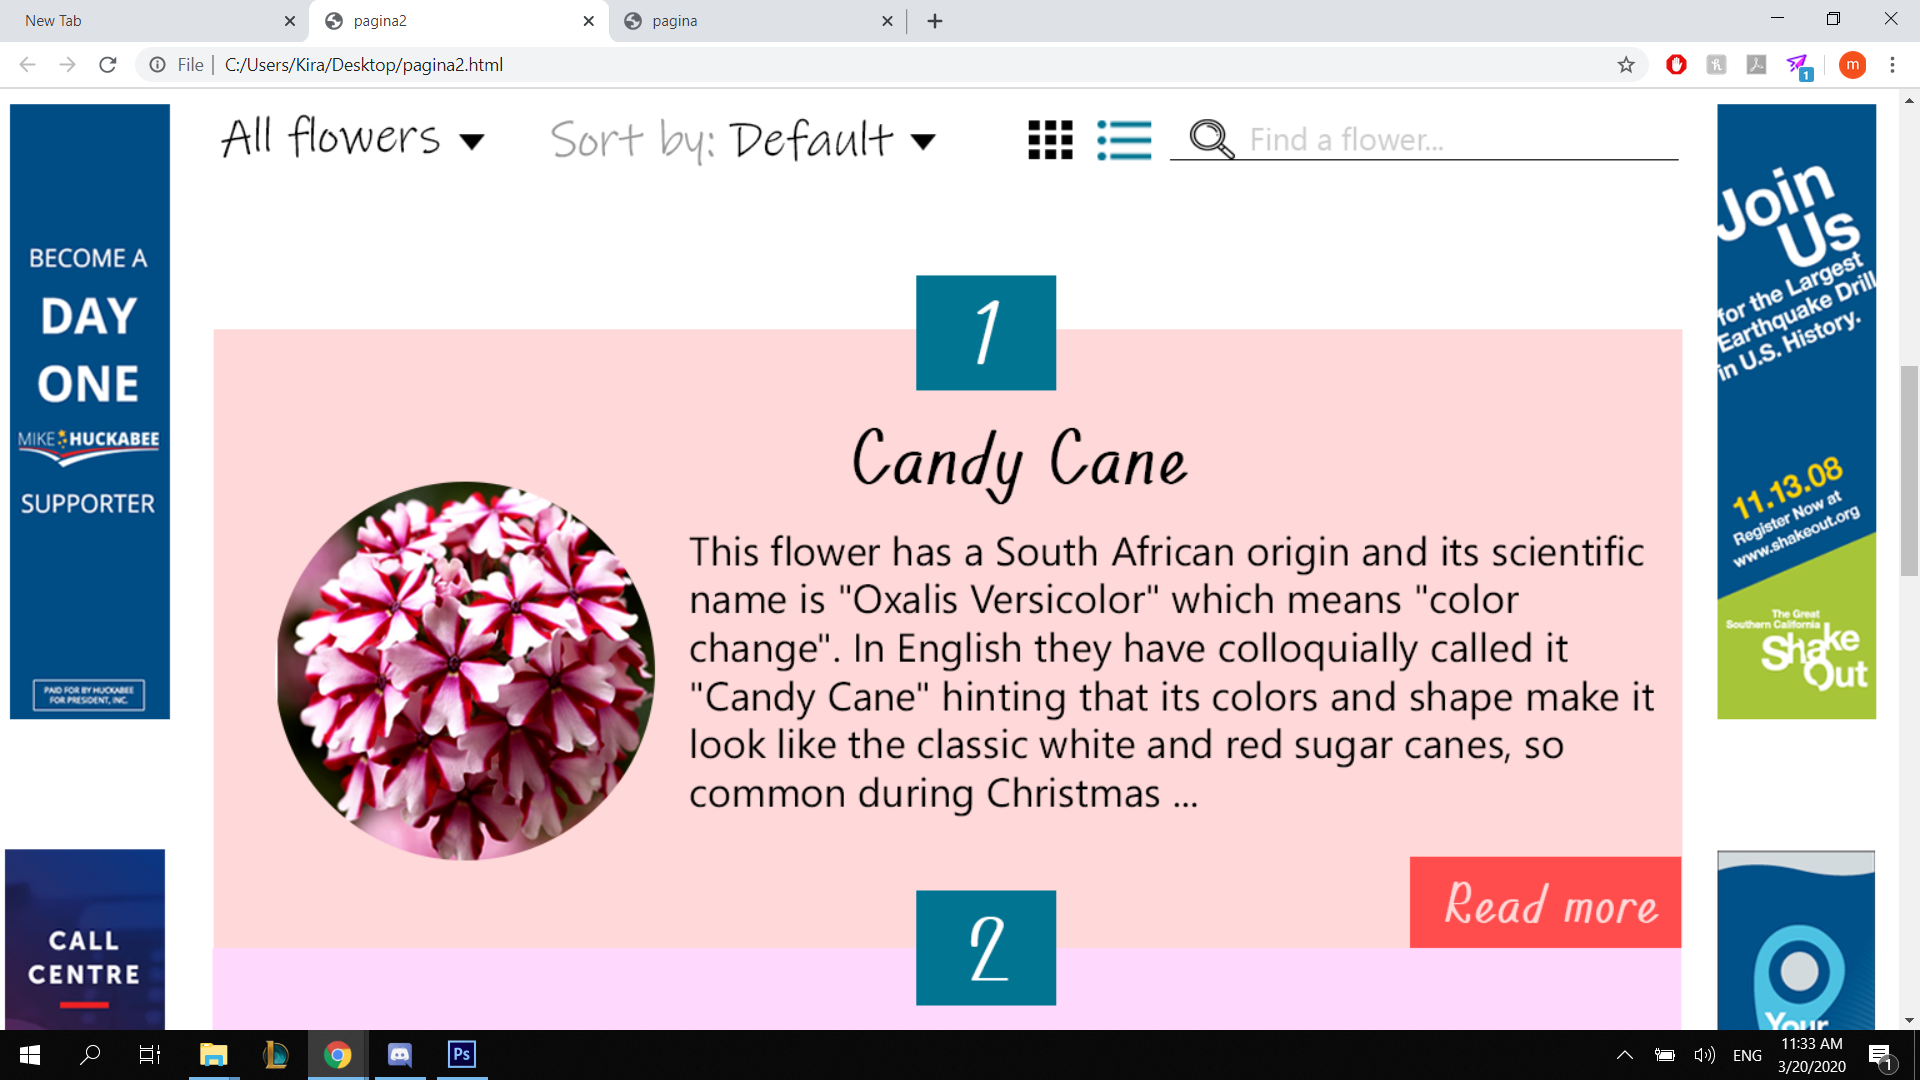 New Tab
pagina2
pagina
File
C:/Users/Kira/Desktop/pagina2.html
1
m
All flowers
Sort by: Default
Find a flower...
BECOME A
DAY
ONE
MIKE HUCKABEE
SUPPORTER
PAID FOR BY HUCKABEE
FOR PRESIDENT, INC.
1
Candy Cane
This flower has a South African origin and its scientific
name is "Oxalis Versicolor" which means "color
change". In English they have colloquially called it
"Candy Cane" hinting that its colors and shape make it
look like the classic white and red sugar canes, so
common during Christmas ...
Read more
2
Join
Us
for the Largest
Earthquake Drill
in U.S. History.
11.13.08
Register Now at
www.shakeout.org
The Great
Southern California
Shake
Out
CALL
CENTRE
Your
Ps
ENG
11:33 AM
3/20/2020
1